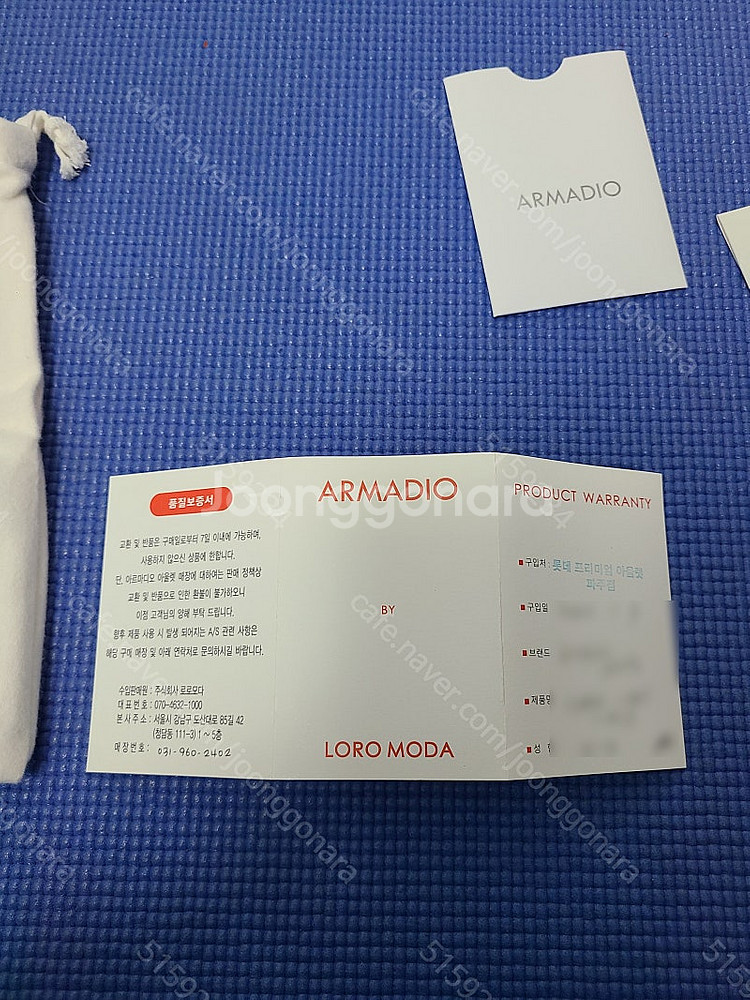 ARMADIO
품질보증서
교환 및 반품은 구매일로부터 7일 이내에 가능하며,
사용하지 않으신 상품에 한합니다.
단, 아르마디오 아울렛 매장에 대하여는 판매 정책상
교환 및 반품으로 인한 환불이 불가하오니
이점 고객님의 양해 부탁 드립니다.
향후 제품 사용 시 발생 되어지는 A/S 관련 사항은
해당 구매 매장 및 아래 연락처로 문의하시길 바랍니다.
수입판매원 : 주식회사 로로모다
대 표 번 호 : 070-4632-1000
본 사 주 소 : 서울시 강남구 도산대로 85길 42
(청담동 111-3) 1 ~ 5층
매 장 번 호 : 031-960-2402
ARMADIO
BY
LORO MODA
PRODUCT WARRANTY
구입처 : 롯데 프리미엄 아울렛
파주점
구입일
브랜드
제품명
성
Joonggonara
cafe.naver.com/joonggonara